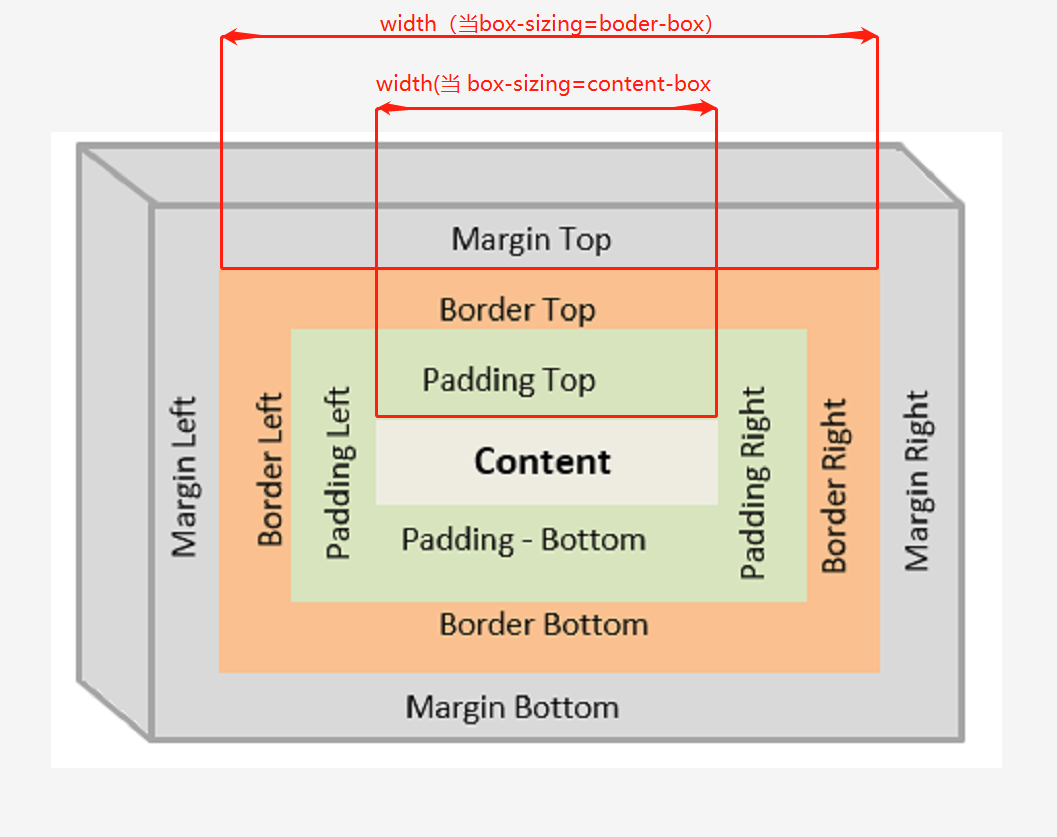 width（当box-sizing=boder-box）
width(当 box-sizing=content-box
Margin Top
Border Top
Padding Top
Margin Left
Border Left
Padding Left
Content
Padding Right
Border Right
Margin Right
Padding - Bottom
Border Bottom
Margin Bottom